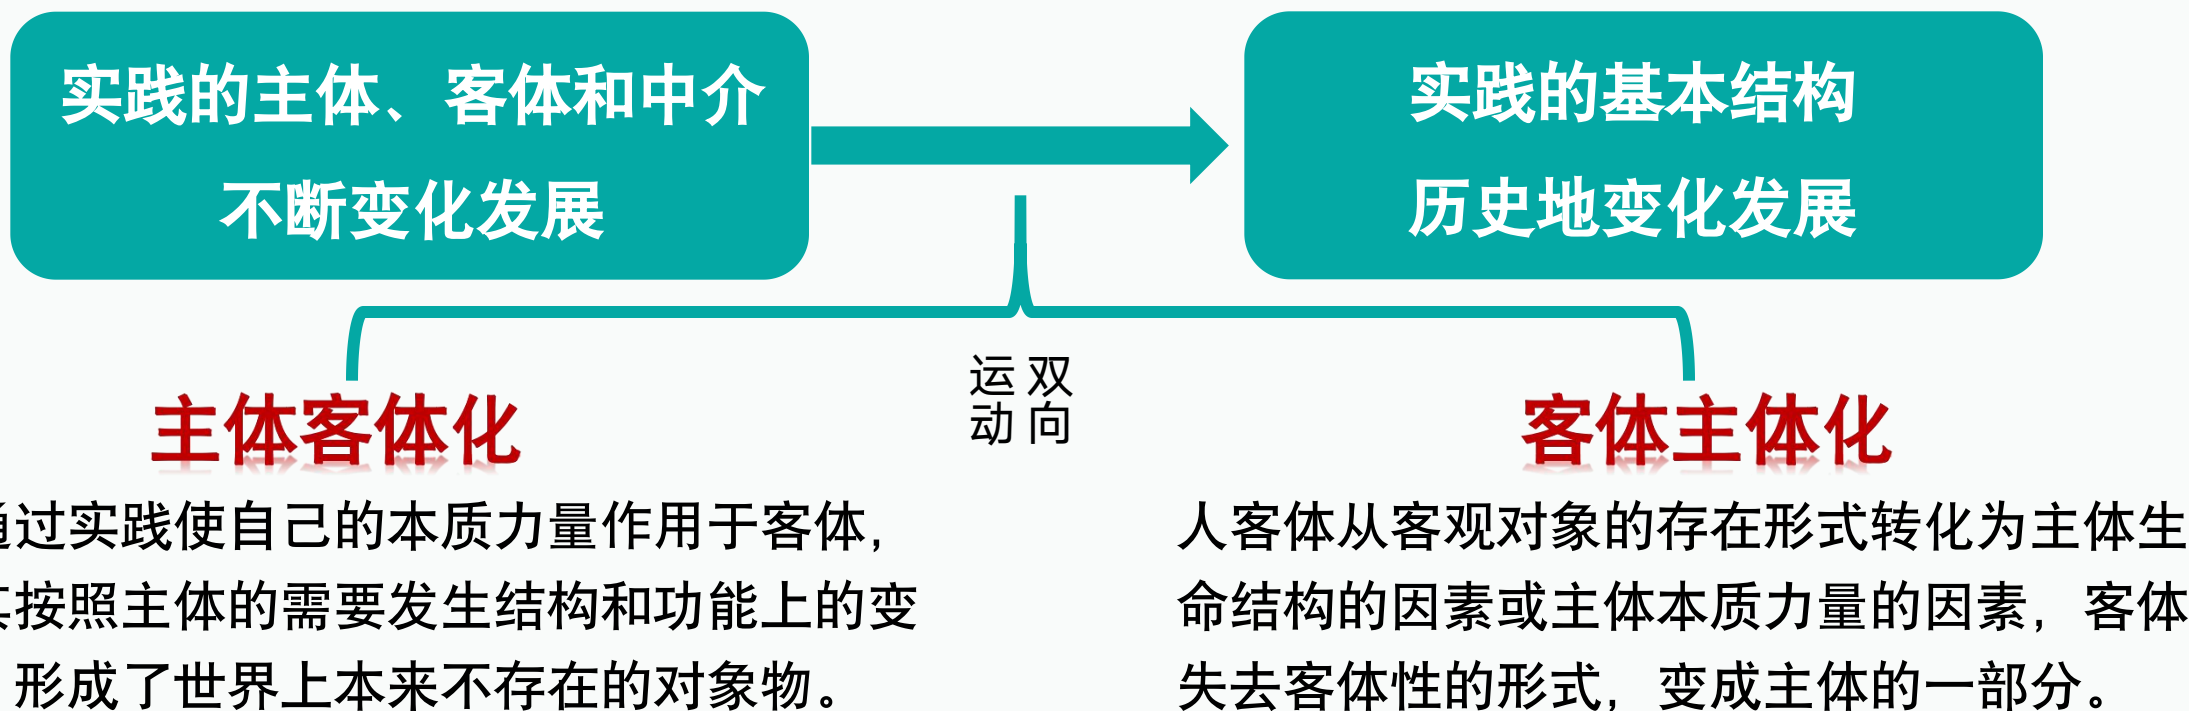 实践的主体、客体和中介
不断变化发展
实践的基本结构
历史地变化发展
双向
运动
主体客体化
通过实践使自己的本质力量作用于客体，
按照主体的需要发生结构和功能上的变
形成了世界上本来不存在的对象物。
客体主体化
人客体从客观对象的存在形式转化为主体生
命结构的因素或主体本质力量的因素，客体
失去客体性的形式，变成主体的一部分。